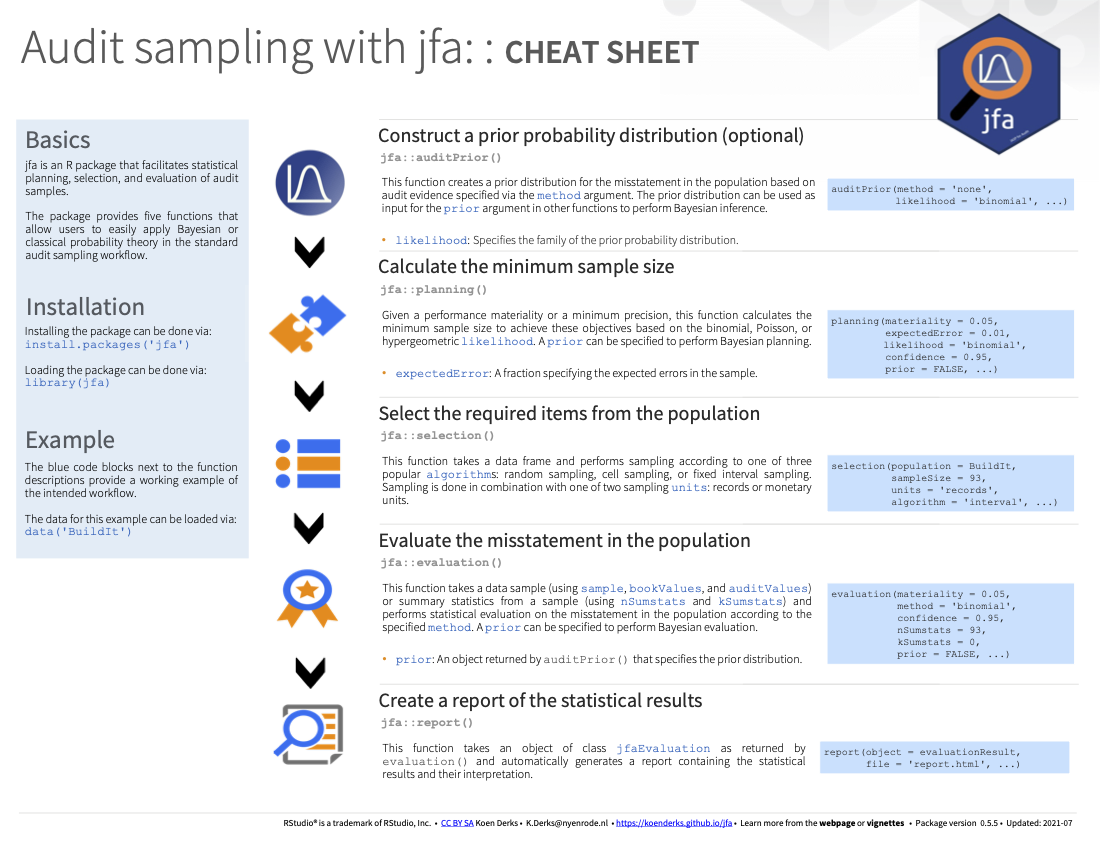 Audit sampling with jfa: : CHEAT SHEET
jfa
Basics
jfa is an R package that facilitates statistical
planning, selection, and evaluation of audit
samples.
The package provides five functions that
allow users to easily apply Bayesian or
classical probability theory in the standard
audit sampling workflow.
Installation
Installing the package can be done via:
install.packages('jfa')
Loading the package can be done via:
library(jfa)
Example
The blue code blocks next to the function
descriptions provide a working example of
the intended workflow.
The data for this example can be loaded via:
data('BuildIt')
Construct a prior probability distribution (optional)
jfa::auditPrior()
This function creates a prior distribution for the misstatement in the population based on
audit evidence specified via the method argument. The prior distribution can be used as
input for the prior argument in other functions to perform Bayesian inference.
• likelihood: Specifies the family of the prior probability distribution.
auditPrior(method = 'none',
likelihood = 'binomial', ...)
Calculate the minimum sample size
jfa::planning()
Given a performance materiality or a minimum precision, this function calculates the
minimum sample size to achieve these objectives based on the binomial, Poisson, or
hypergeometric likelihood. A prior can be specified to perform Bayesian planning.
• expectedError: A fraction specifying the expected errors in the sample.
planning(materiality = 0.05,
expectedError = 0.01,
likelihood = 'binomial',
confidence = 0.95,
prior = FALSE, ...)
Select the required items from the population
jfa::selection()
This function takes a data frame and performs sampling according to one of three
popular algorithms: random sampling, cell sampling, or fixed interval sampling.
Sampling is done in combination with one of two sampling units: records or monetary
units.
selection(population = BuildIt,
sampleSize = 93,
units = 'records',
algorithm = 'interval', ...)
Evaluate the misstatement in the population
jfa::evaluation()
This function takes a data sample (using sample, bookValues, and auditValues)
or summary statistics from a sample (using nSumstats and kSumstats) and
performs statistical evaluation on the misstatement in the population according to the
specified method. A prior can be specified to perform Bayesian evaluation.
• prior: An object returned by auditPrior() that specifies the prior distribution.
evaluation(materiality = 0.05,
method = 'binomial',
confidence = 0.95,
nSumstats = 93,
kSumstats = 0,
prior = FALSE, ...)
Create a report of the statistical results
jfa::report()
This function takes an object of class jfaEvaluation as returned by
evaluation() and automatically generates a report containing the statistical
results and their interpretation.
report(object = evaluationResult,
file = 'report.html', ...)
RStudio® is a trademark of RStudio, Inc. • CC BY SA Koen Derks • K.Derks@nyenrode.nl • https://koenderks.github.io/jfa • Learn more from the webpage or vignettes • Package version 0.5.5 • Updated: 2021-07